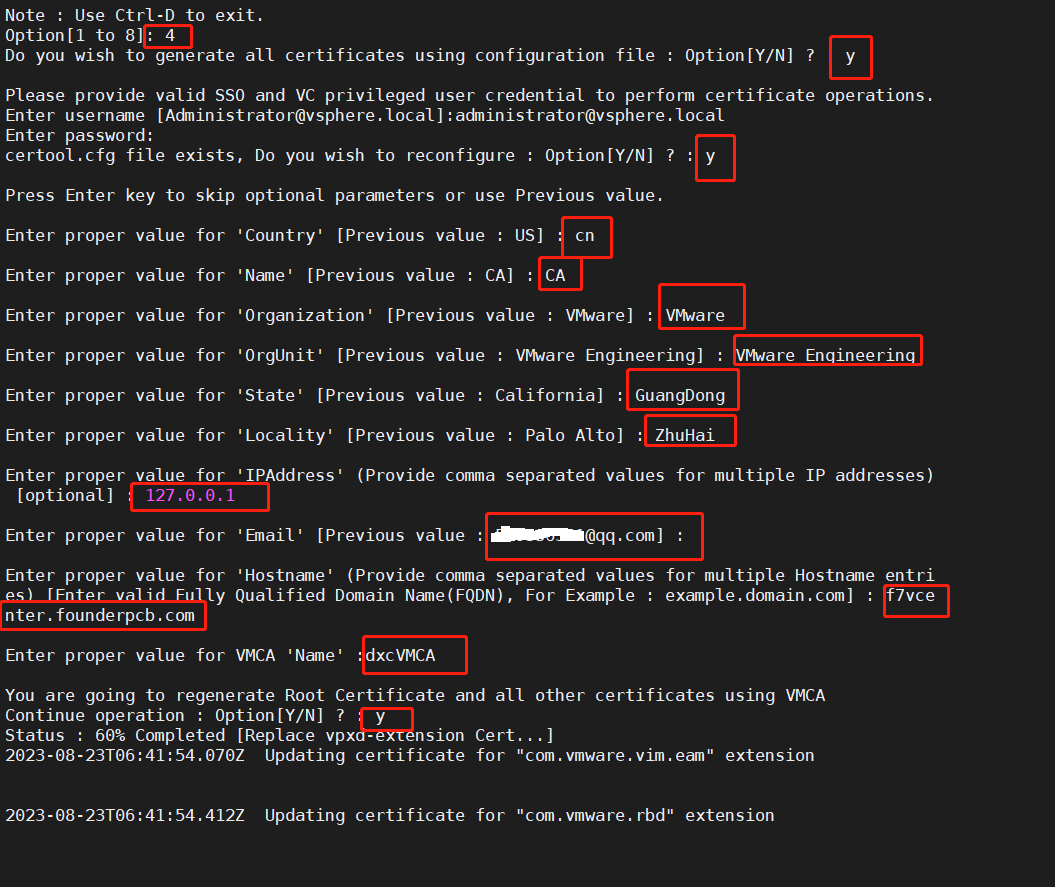 Note : Use Ctrl-D to exit.
Option[1 to 8]: 4
Do you wish to generate all certificates using configuration file : Option[Y/N] ? y
Please provide valid SSO and VC privileged user credential to perform certificate operations.
Enter username [Administrator@vsphere.local]:administrator@vsphere.local
Enter password:
certool.cfg file exists, Do you wish to reconfigure : Option[Y/N] ? : y
Press Enter key to skip optional parameters or use Previous value.
Enter proper value for 'Country' [Previous value : US] : cn
Enter proper value for 'Name' [Previous value : CA] : CA
Enter proper value for 'Organization' [Previous value : VMware] : VMware
Enter proper value for 'OrgUnit' [Previous value : VMware Engineering] : VMware Engineering
Enter proper value for 'State' [Previous value : California] : GuangDong
Enter proper value for 'Locality' [Previous value : Palo Alto] : ZhuHai
Enter proper value for 'IPAddress' (Provide comma separated values for multiple IP addresses)
[optional] : 127.0.0.1
Enter proper value for 'Email' [Previous value : @qq.com] :
Enter proper value for 'Hostname' (Provide comma separated values for multiple Hostname entri
es) [Enter valid Fully Qualified Domain Name(FQDN), For Example : example.domain.com] : f7vce
nter.founderpcb.com
Enter proper value for VMCA 'Name' :dxcVMCA
You are going to regenerate Root Certificate and all other certificates using VMCA
Continue operation : Option[Y/N] ? : y
Status : 60% Completed [Replace vpxd-extension Cert...]
2023-08-23T06:41:54.070Z  Updating certificate for "com.vmware.vim.eam" extension
2023-08-23T06:41:54.412Z  Updating certificate for "com.vmware.rbd" extension